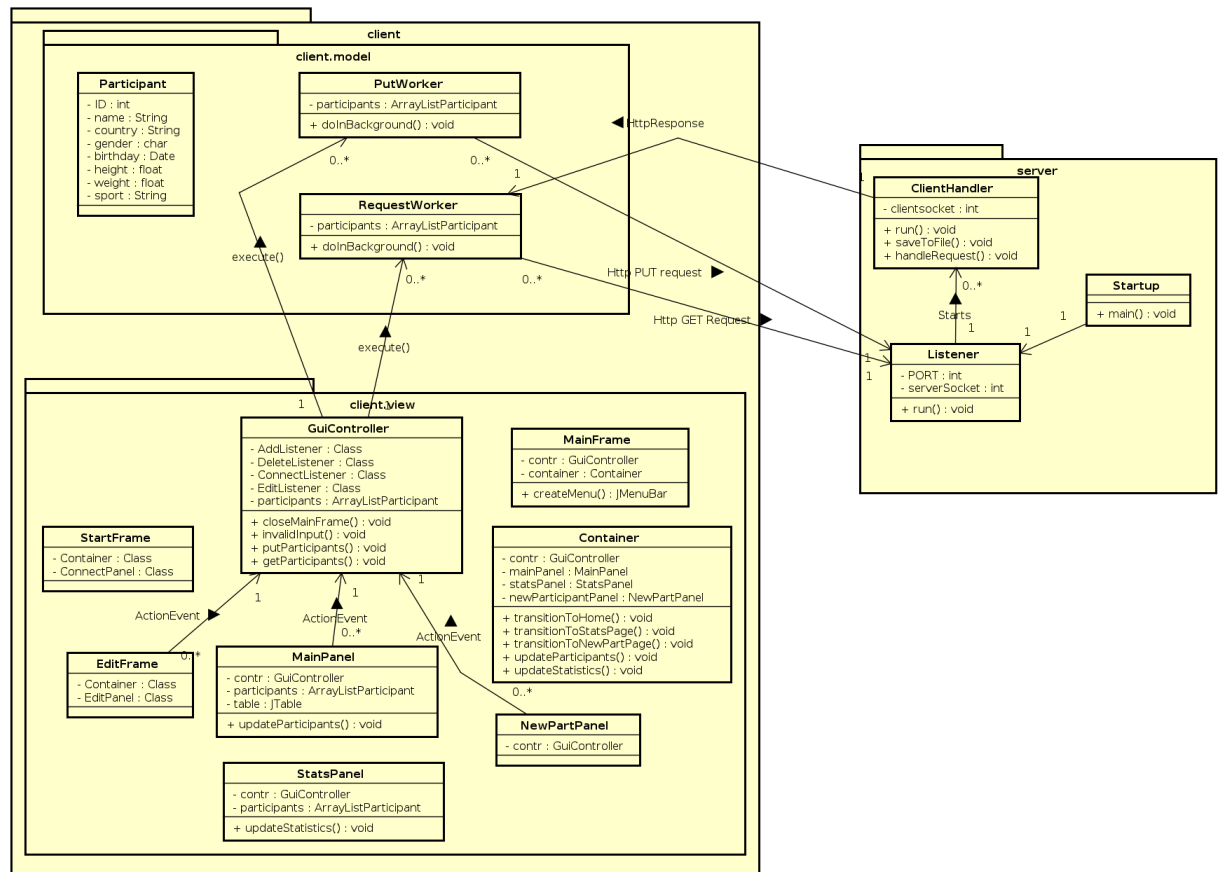 client
client.model
Participant
- ID : int
- name : String
- country : String
- gender : char
- birthday : Date
- height : float
- weight : float
- sport : String
PutWorker
- participants : ArrayListParticipant
+ doInBackground() : void
0..*
0..*
HttpResponse
1
1
RequestWorker
- participants : ArrayListParticipant
+ doInBackground() : void
0..*
0..*
execute()
execute()
Http PUT request
Http GET Request
server
ClientHandler
- clientsocket : int
+ run() : void
+ saveToFile() : void
+ handleRequest() : void
0..*
Starts
1
Startup
+ main() : void
1
1
Listener
- PORT : int
- serverSocket : int
+ run() : void
1
1
client.view
1
1
GuiController
- AddListener : Class
- DeleteListener : Class
- ConnectListener : Class
- EditListener : Class
- participants : ArrayListParticipant
+ closeMainFrame() : void
+ invalidInput() : void
+ putParticipants() : void
+ getParticipants() : void
MainFrame
- contr : GuiController
- container : Container
+ createMenu() : JMenuBar
StartFrame
- Container : Class
- ConnectPanel : Class
Container
- contr : GuiController
- mainPanel : MainPanel
- statsPanel : StatsPanel
- newParticipantPanel : NewPartPanel
+ transitionToHome() : void
+ transitionToStatsPage() : void
+ transitionToNewPartPage() : void
+ updateParticipants() : void
+ updateStatistics() : void
1
1
1
ActionEvent
ActionEvent
ActionEvent
0..*
0..*
0..*
EditFrame
- Container : Class
- EditPanel : Class
MainPanel
- contr : GuiController
- participants : ArrayListParticipant
- table : JTable
+ updateParticipants() : void
NewPartPanel
- contr : GuiController
StatsPanel
- contr : GuiController
- participants : ArrayListParticipant
+ updateStatistics() : void